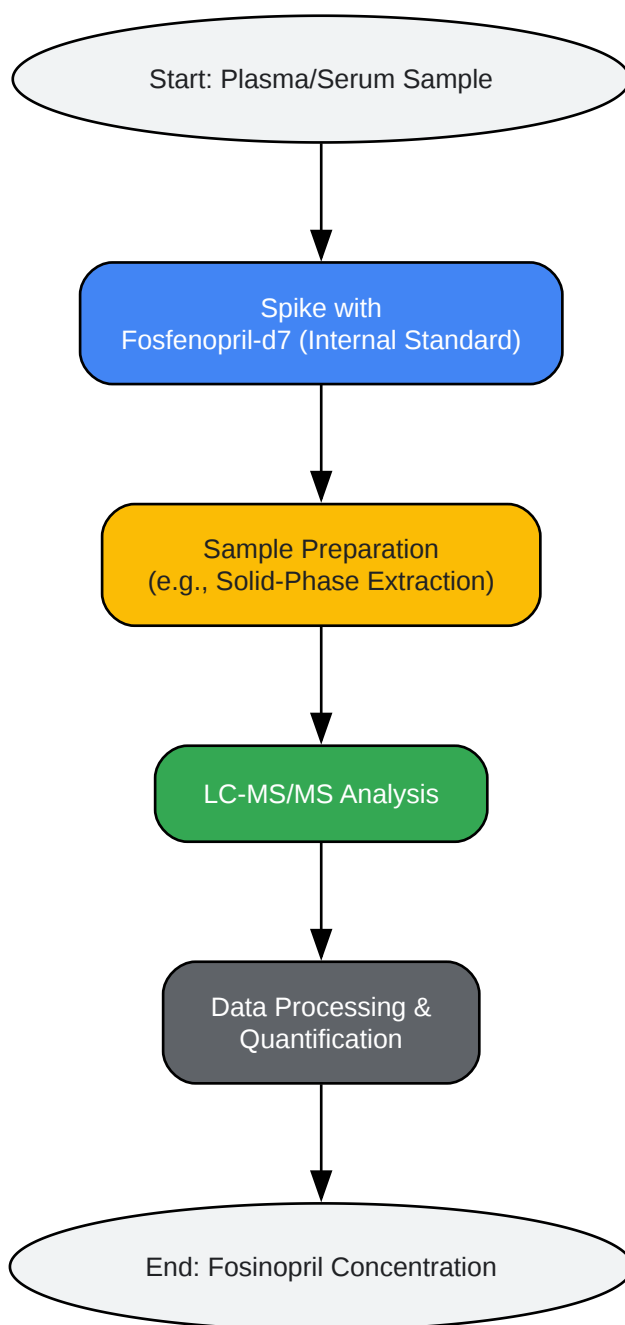 Start: Plasma/Serum Sample
Spike with
Fosfenopril-d7 (Internal Standard)
Sample Preparation
(e.g., Solid-Phase Extraction)
LC-MS/MS Analysis
Data Processing &
Quantification
End: Fosinopril Concentration